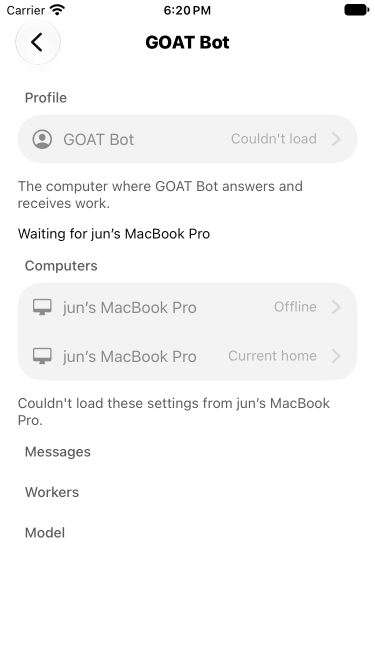 Carrier 6:20 PM
GOAT Bot
Profile
GOAT Bot Couldn't load
The computer where GOAT Bot answers and
receives work.
Waiting for jun’s MacBook Pro
Computers
jun’s MacBook Pro Offline
jun’s MacBook Pro Current home
Couldn't load these settings from jun’s MacBook
Pro.
Messages
Workers
Model